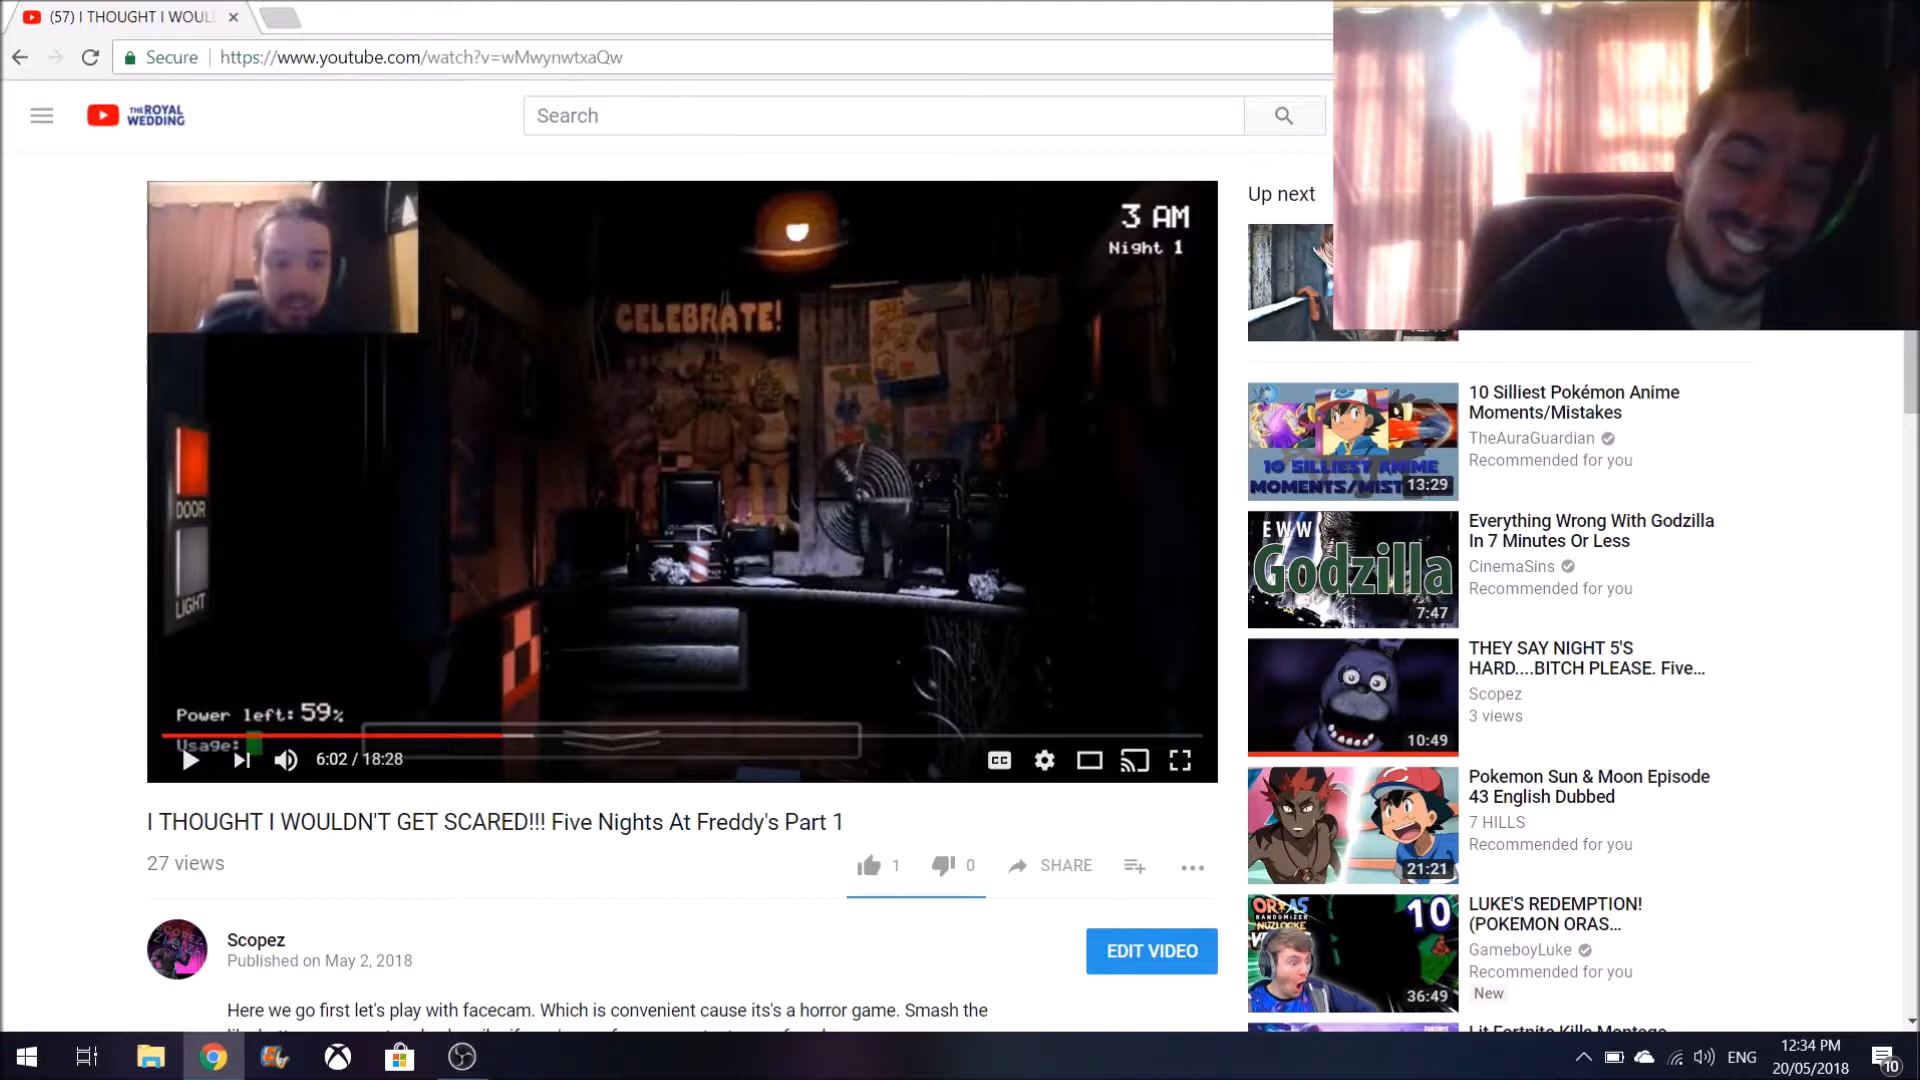 (57) I THOUGHT I WOUL
Secure
https://www.youtube.com/watch?v=wMwynwtxaQw
THE ROYAL
WEDDING
Search
Up next
3 AM
Night 1
CELEBRATE!
DOOR
LIGHT
Power left: 59%
Usage:
6:02 / 18:28
CC
I THOUGHT I WOULDN'T GET SCARED!!! Five Nights At Freddy's Part 1
27 views
1
0
SHARE
Scopez
Published on May 2, 2018
EDIT VIDEO
Here we go first let's play with facecam. Which is convenient cause its's a horror game. Smash the
10 SILLIEST ANIME
13:29
10 Silliest Pokémon Anime
Moments/Mistakes
TheAuraGuardian
Recommended for you
EWW
Godzilla
7:47
Everything Wrong With Godzilla
In 7 Minutes Or Less
CinemaSins
Recommended for you
10:49
THEY SAY NIGHT 5'S
HARD....BITCH PLEASE. Five...
Scopez
3 views
21:21
Pokemon Sun & Moon Episode
43 English Dubbed
7 HILLS
Recommended for you
ORAS
RANDOMIZER
NUZLOCKE
10
36:49
LUKE'S REDEMPTION!
(POKEMON ORAS...
GameboyLuke
Recommended for you
New
Lit Fortnite Kills Montage
ENG
12:34 PM
20/05/2018
10